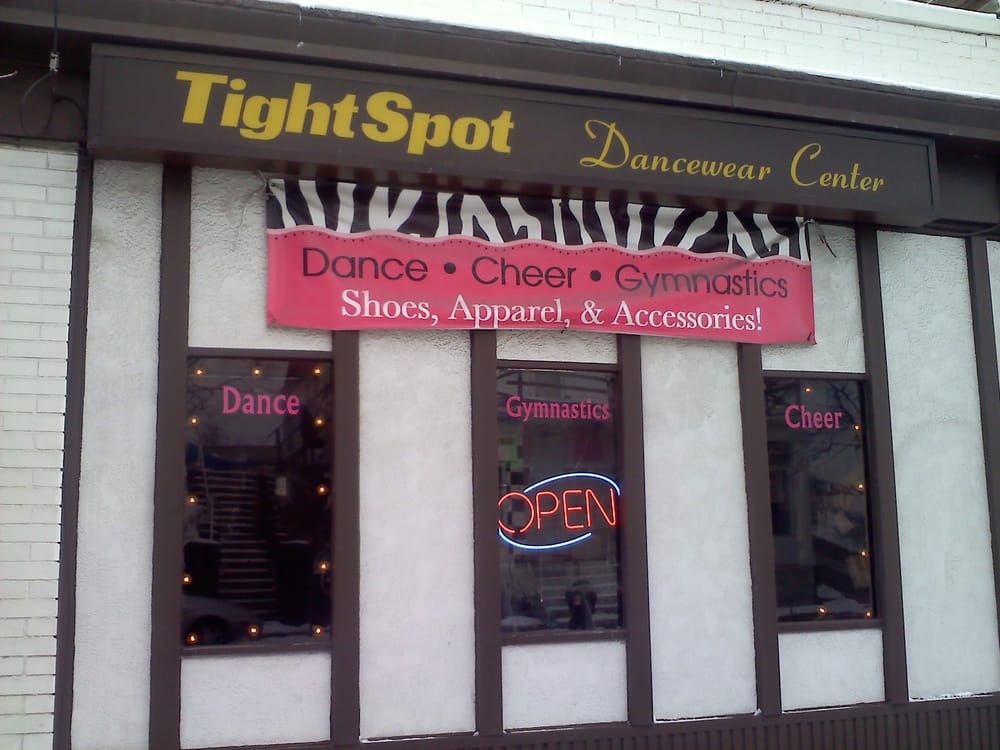 TightSpot Dancewear Center
Dance • Cheer • Gymnastics
Shoes, Apparel, & Accessories!
Dance
Gymnastics
Cheer
OPEN